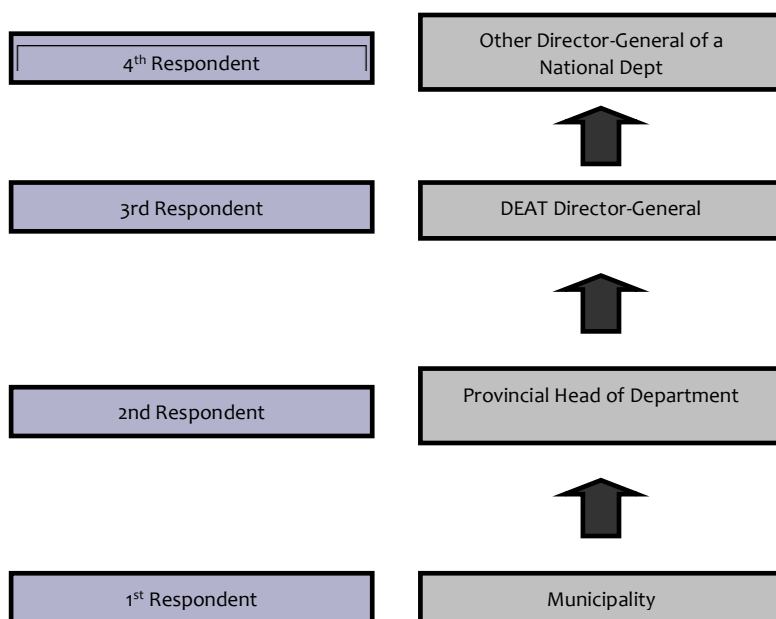 4th Respondent
Other Director-General of a
National Dept
3rd Respondent
DEAT Director-General
2nd Respondent
Provincial Head of Department
1st Respondent
Municipality